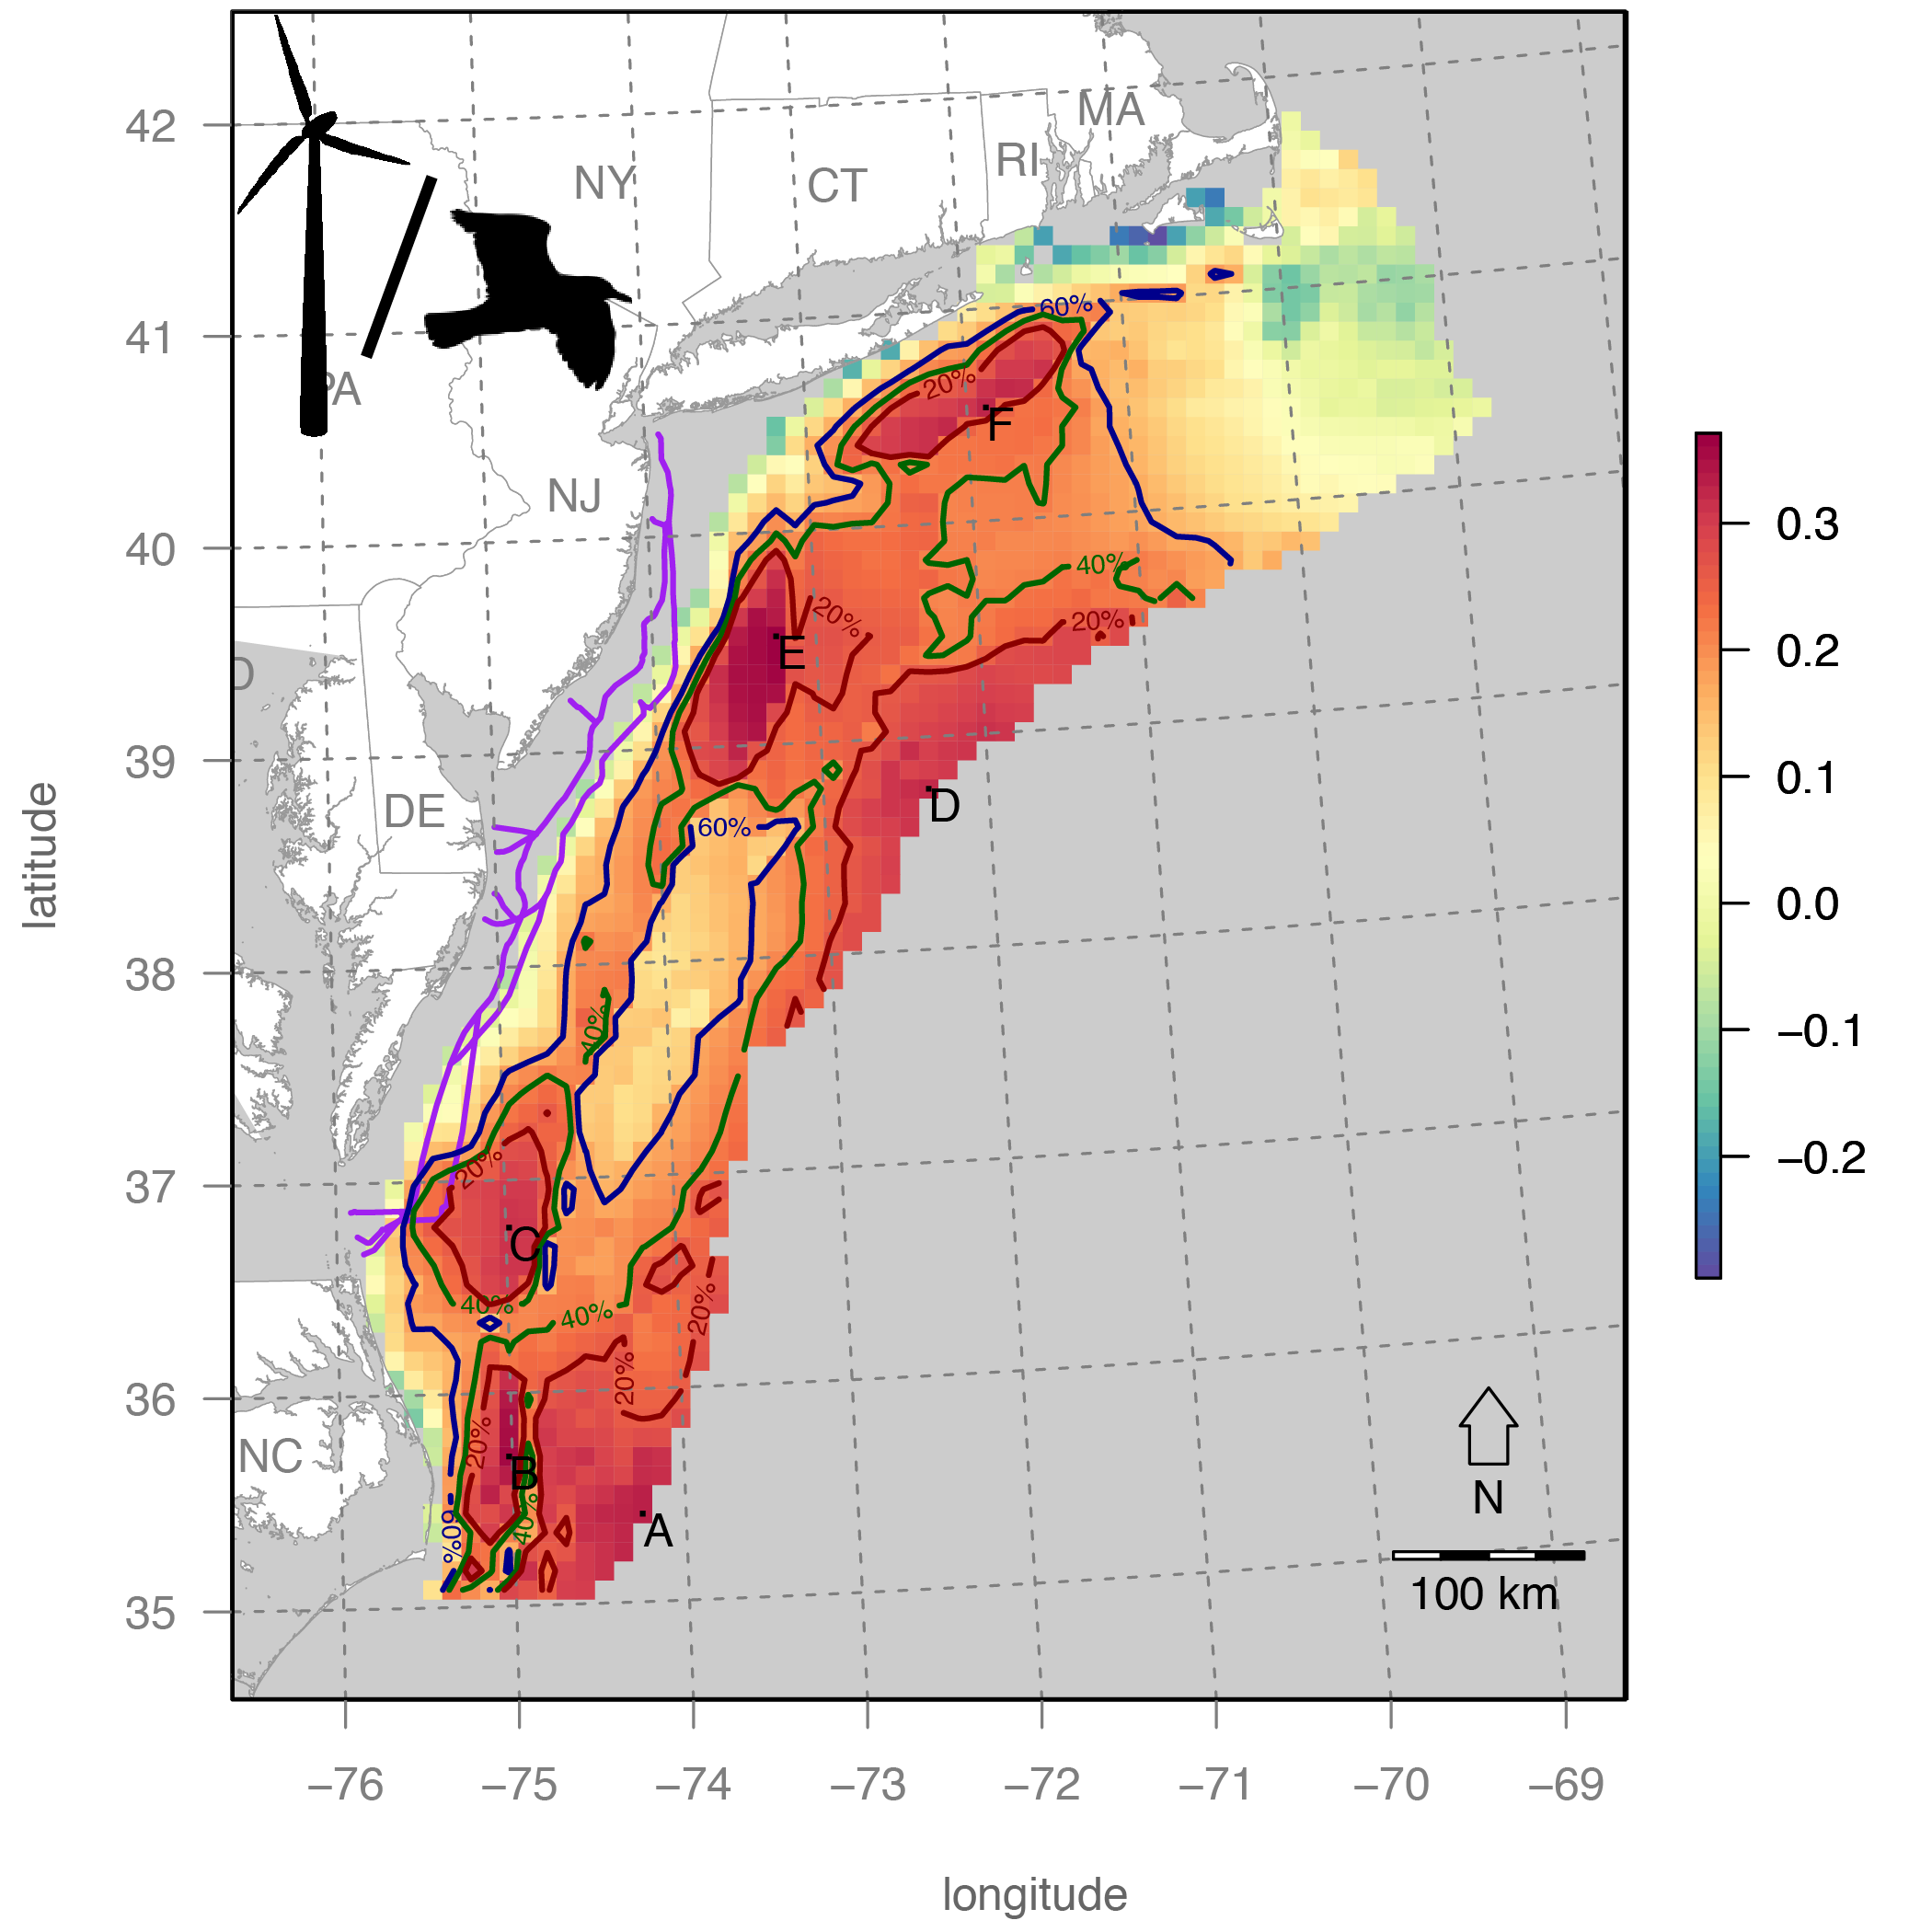 42
41
40
39
38
37
36
35
latitude
−76
−75
−74
−73
−72
−71
−70
−69
longitude
MA
RI
NY
CT
PA
NJ
D
DE
NC
60%
20%
F
40%
20%
20%
E
D
60%
40%
20%
C
40%
40%
20%
20%
20%
B
40%
60%
A
N
100 km
0.3
0.2
0.1
0.0
−0.1
−0.2